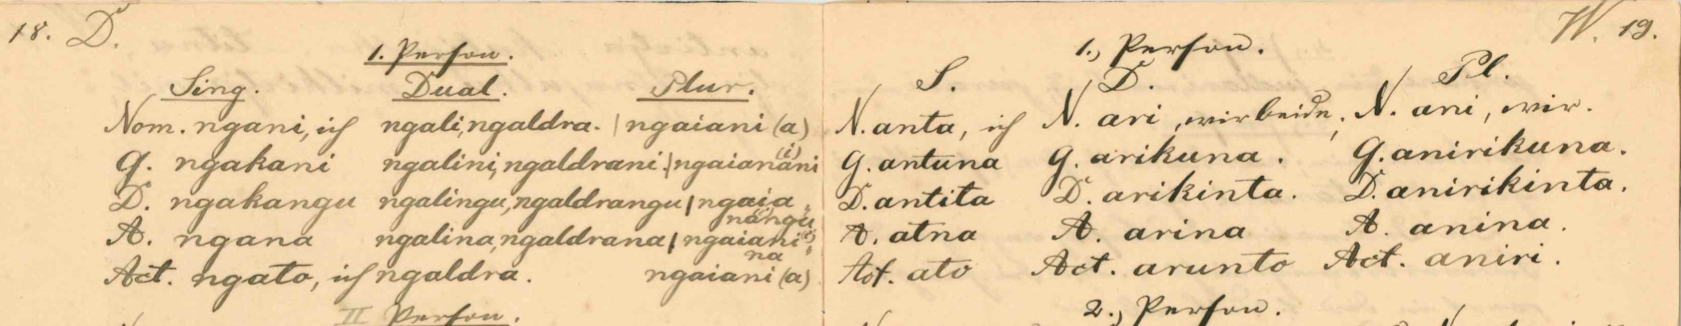 18. D.
1. Person.
Sing. Dual. Plur.
Nom. ngani, ich ngali, ngaldra. | ngaiani (a)
G. ngakani ngalini, ngaldrani. | ngaianani (i)
D. ngakangu ngalingu, ngaldrangu | ngaia=
nangu
A. ngana ngalina, ngaldrana | ngaiani=
na
Act. ngato, ich ngaldra. ngaiani (a)
II Person.
W. 19.
1., Person.
S. D. Pl.
N. anta, ich N. ari, wir beide, N. ani, wir.
G. antuna G. arikuna. G. anirikuna.
D. antita D. arikinta. D. anirikinta.
A. atna A. arina A. anina.
Act. ato Act. arunto Act. aniri.
2., Person.